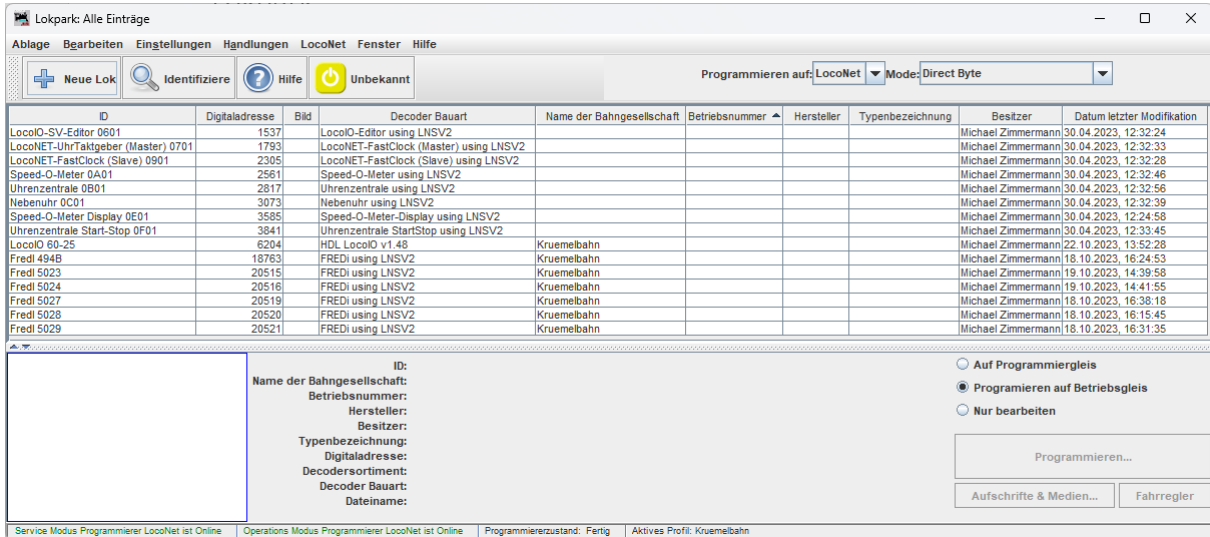 Lokpark: Alle Einträge
Ablage Bearbeiten Einstellungen Handlungen LocoNet Fenster Hilfe
Neue Lok Identifiziere Hilfe Unbekannt Programmieren auf: LocoNet Mode: Direct Byte
ID Digitaladresse Bild Decoder Bauart Name der Bahngesellschaft Betriebsnummer Hersteller Typenbezeichnung Besitzer Datum letzter Modifikation
LocoIO-SV-Editor 0601 1537 LocoIO-Editor using LNSV2 Michael Zimmermann 30.04.2023, 12:32:24
LocoNET-UhrTaktgeber (Master) 0701 1793 LocoNET-FastClock (Master) using LNSV2 Michael Zimmermann 30.04.2023, 12:32:33
LocoNET-FastClock (Slave) 0901 2305 LocoNET-FastClock (Slave) using LNSV2 Michael Zimmermann 30.04.2023, 12:32:28
Speed-O-Meter 0A01 2561 Speed-O-Meter using LNSV2 Michael Zimmermann 30.04.2023, 12:32:46
Uhrenzentrale 0B01 2817 Uhrenzentrale using LNSV2 Michael Zimmermann 30.04.2023, 12:32:56
Nebenuhr 0C01 3073 Nebenuhr using LNSV2 Michael Zimmermann 30.04.2023, 12:32:39
Speed-O-Meter Display 0E01 3585 Speed-O-Meter-Display using LNSV2 Michael Zimmermann 30.04.2023, 12:24:58
Uhrenzentrale Start-Stop 0F01 3841 Uhrenzentrale StartStop using LNSV2 Michael Zimmermann 30.04.2023, 12:33:45
LocoIO 60-25 6204 HDL LocoIO v1.48 Kruemelbahn Michael Zimmermann 22.10.2023, 13:52:28
FredI 494B 18763 FREDi using LNSV2 Kruemelbahn Michael Zimmermann 18.10.2023, 16:24:53
FredI 5023 20515 FREDi using LNSV2 Kruemelbahn Michael Zimmermann 19.10.2023, 14:39:58
FredI 5024 20516 FREDi using LNSV2 Kruemelbahn Michael Zimmermann 19.10.2023, 14:41:55
FredI 5027 20519 FREDi using LNSV2 Kruemelbahn Michael Zimmermann 18.10.2023, 16:38:18
FredI 5028 20520 FREDi using LNSV2 Kruemelbahn Michael Zimmermann 18.10.2023, 16:15:45
FredI 5029 20521 FREDi using LNSV2 Kruemelbahn Michael Zimmermann 18.10.2023, 16:31:35
ID:
Name der Bahngesellschaft:
Betriebsnummer:
Hersteller:
Besitzer:
Typenbezeichnung:
Digitaladresse:
Decodersortiment:
Decoder Bauart:
Dateiname:
Auf Programmiergleis
Programieren auf Betriebsgleis
Nur bearbeiten
Programmieren...
Aufschrifte & Medien... Fahrregler
Service Modus Programmierer LocoNet ist Online Operations Modus Programmierer LocoNet ist Online Programmiererzustand: Fertig Aktives Profil: Kruemelbahn